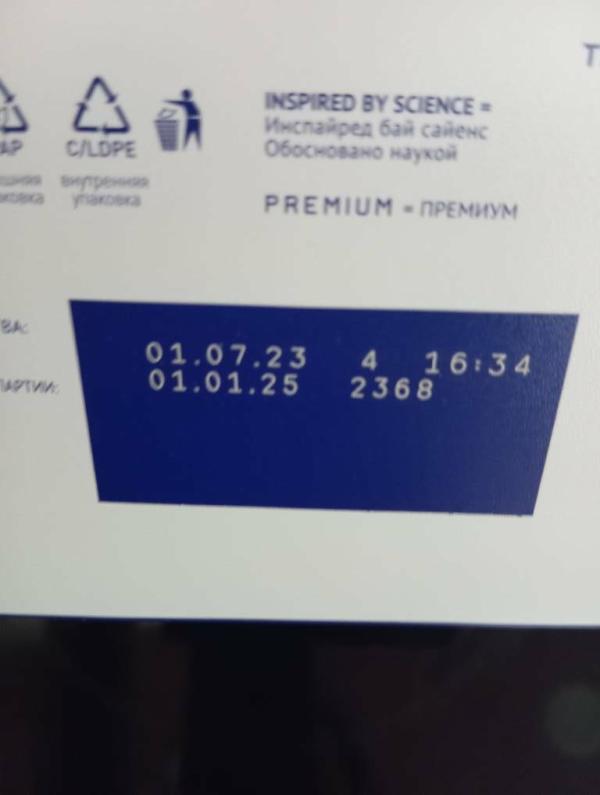 INSPIRED BY SCIENCE =
Инспайред бай сайенс
Обосновано наукой
C/LDPE
внутренняя
упаковка
PREMIUM = ПРЕМИУМ
01.07.23 4 16:34
01.01.25 2368